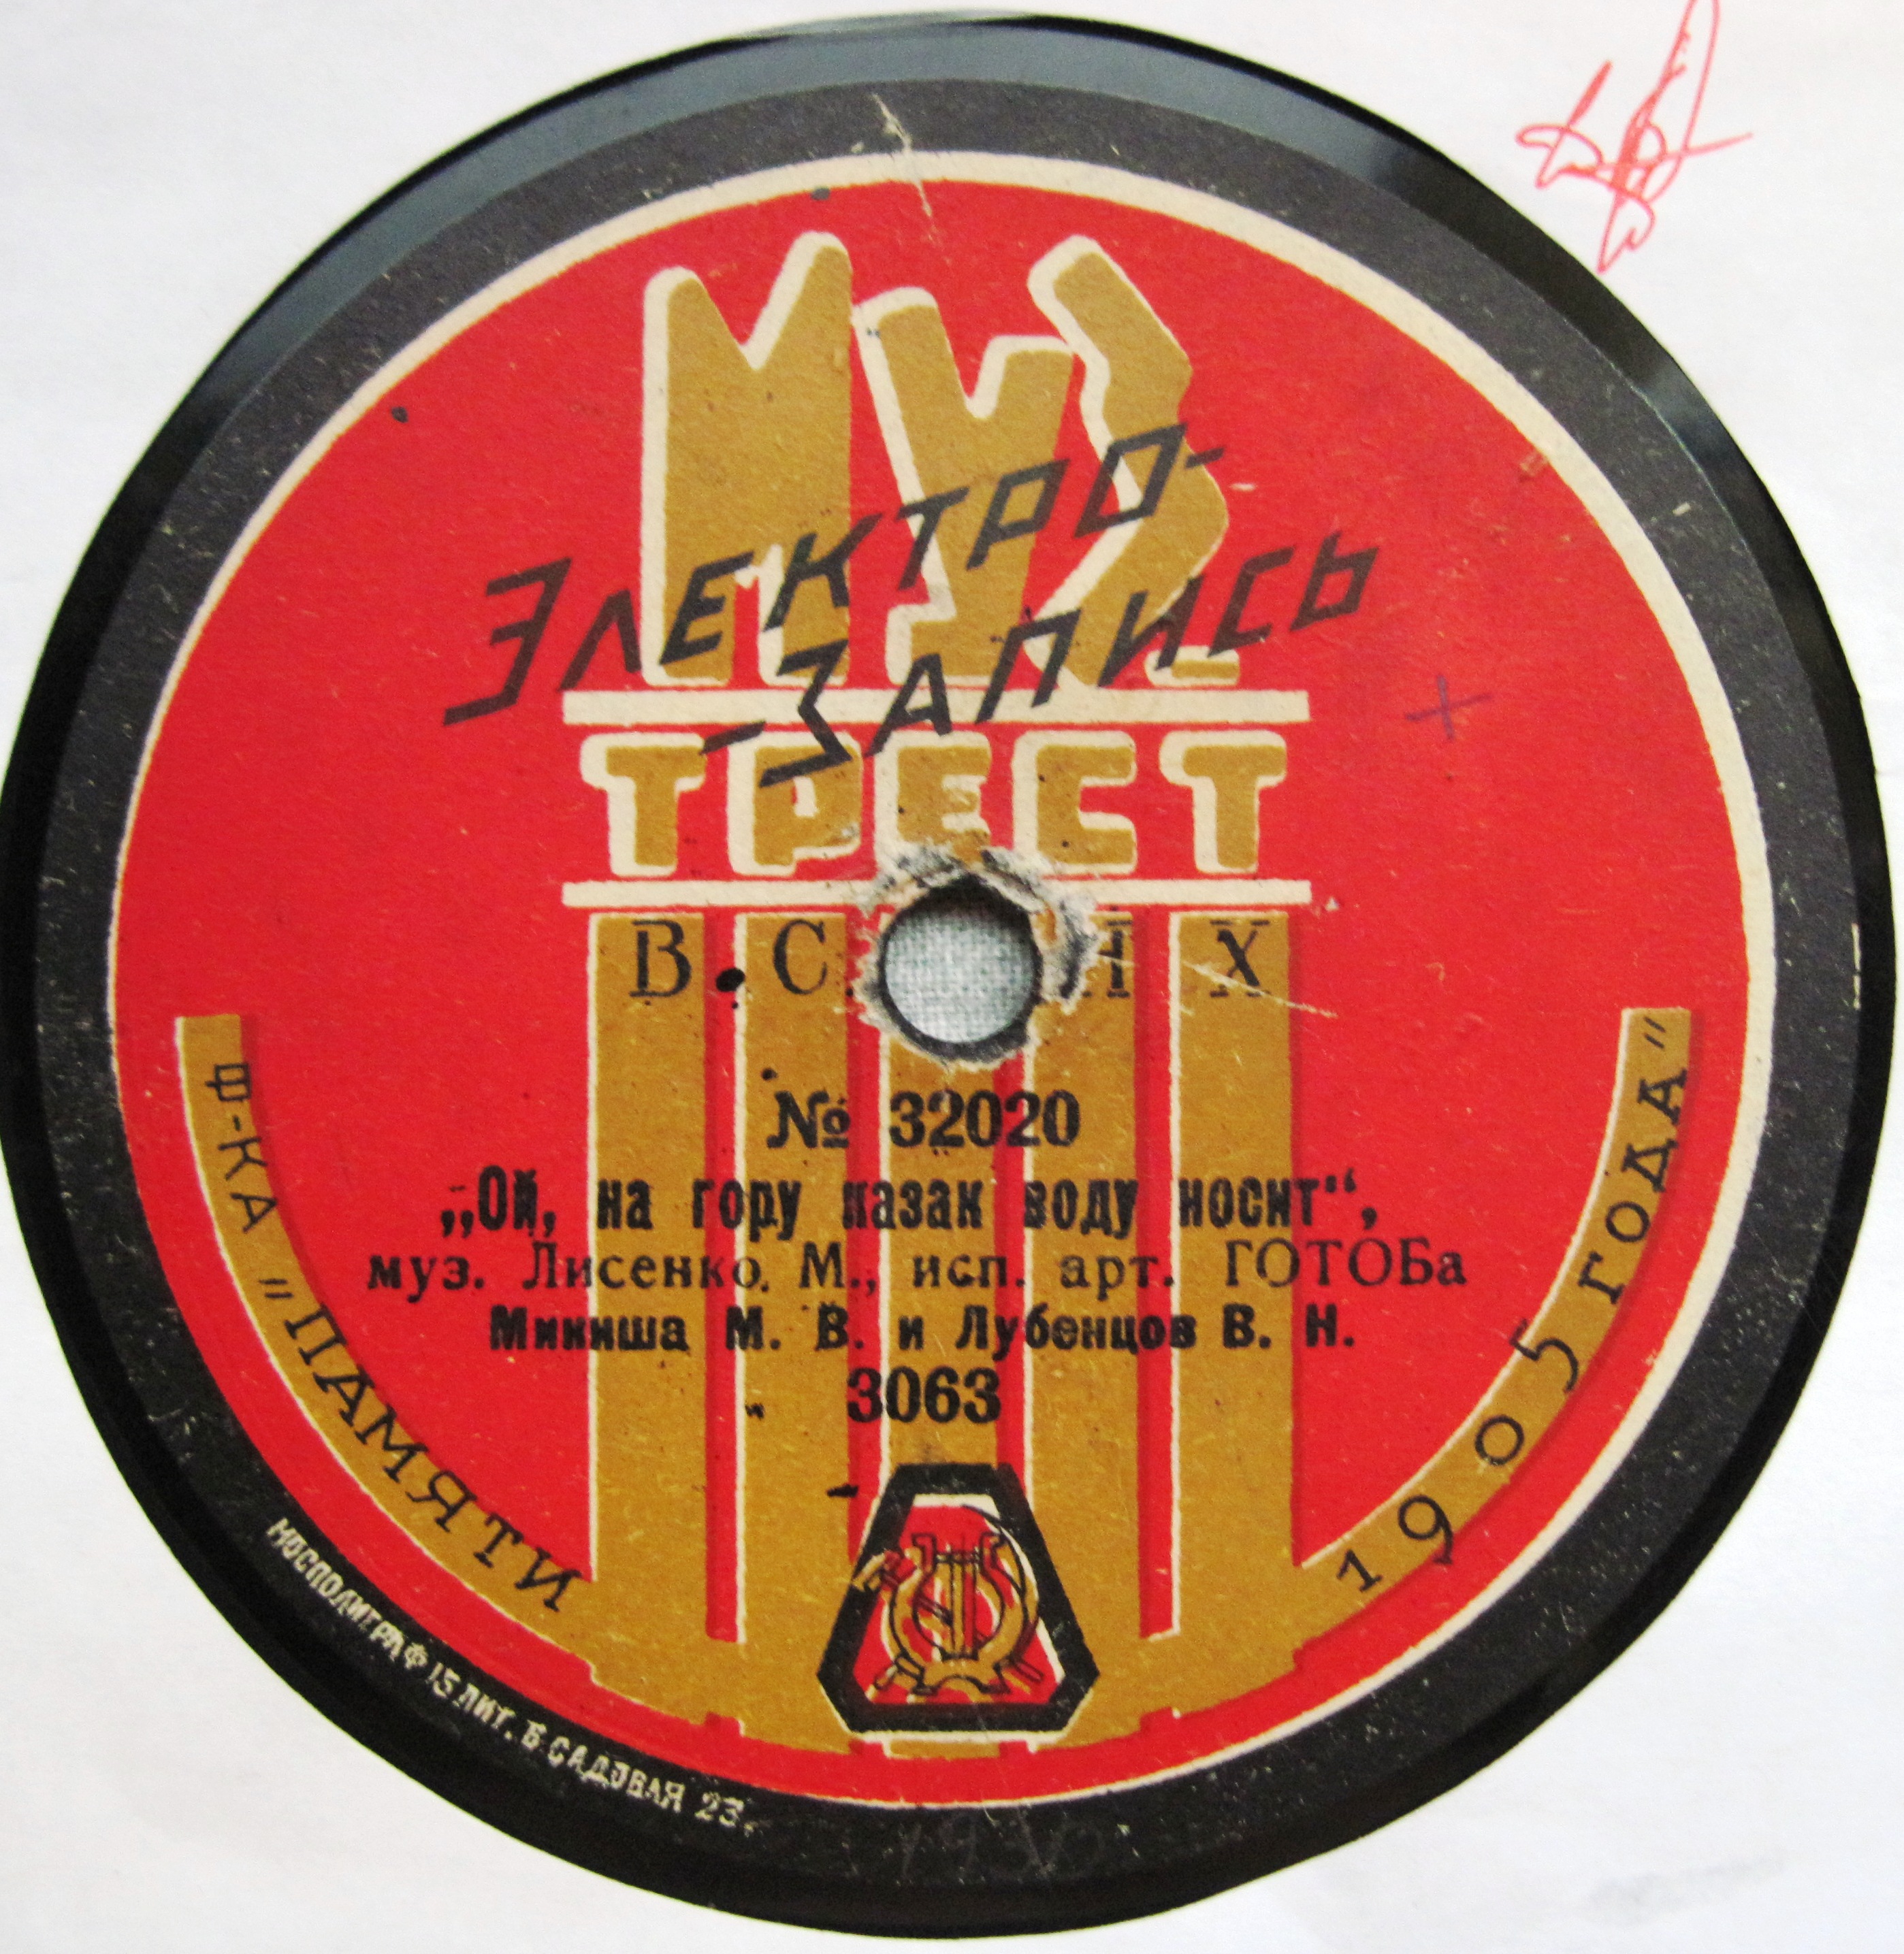 МУЗ
ЭЛЕКТРО-
-ЗАПИСЬ
ТРЕСТ
В. С. Н Х
№ 32020
„Ой, на гору казак воду носит“,
муз. Лисенко, М., исп. арт. ГОТОБа
Микиша М. В. и Лубенцов В. Н.
3063
Ф-КА „ПАМЯТИ
1905 ГОДА"
МОСПОЛИГРАФ 15 ЛИТ. Б. САДОВАЯ 23.